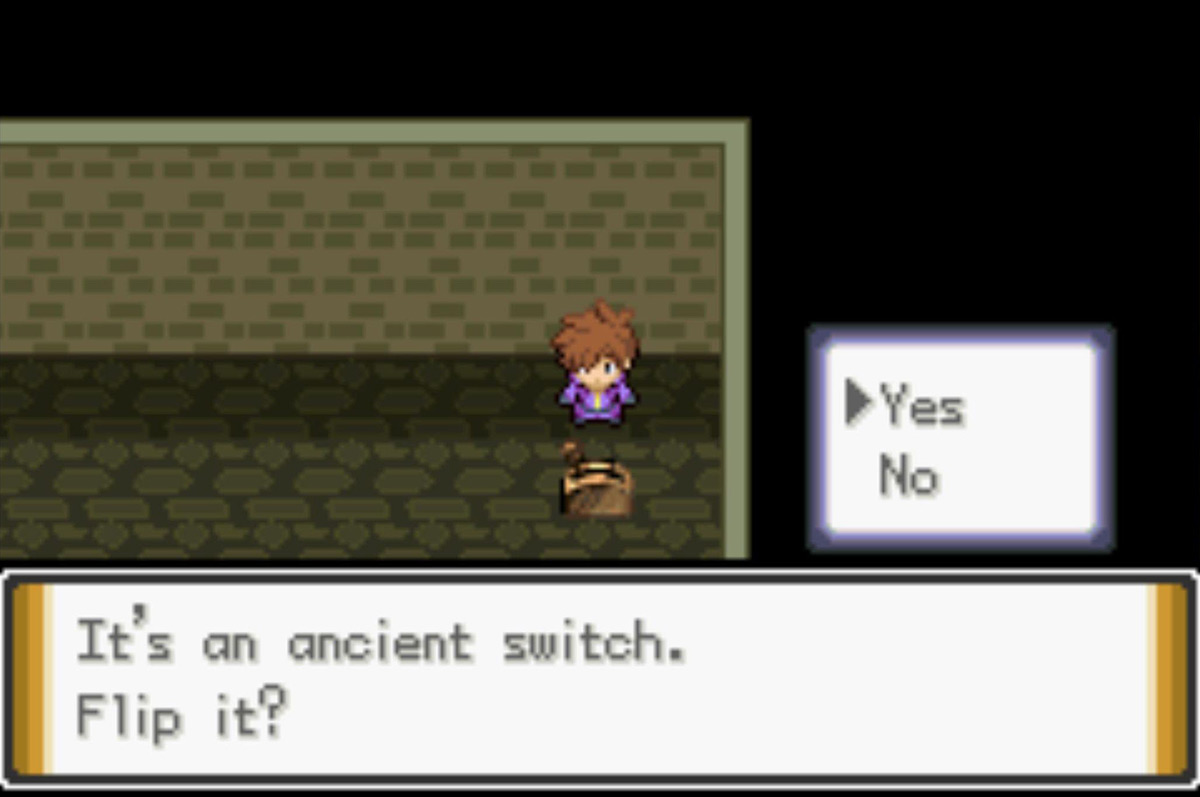 Yes
No
It's an ancient switch.
Flip it?